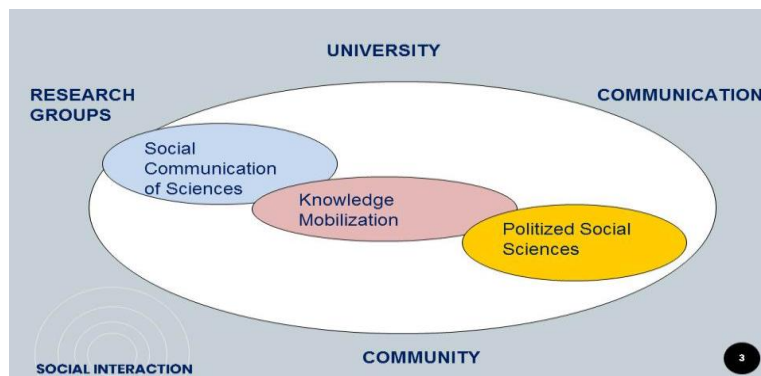 UNIVERSITY
RESEARCH
GROUPS
COMMUNICATION
Social
Communication
of Sciences
Knowledge
Mobilization
Politized Social
Sciences
COMMUNITY
SOCIAL INTERACTION
3